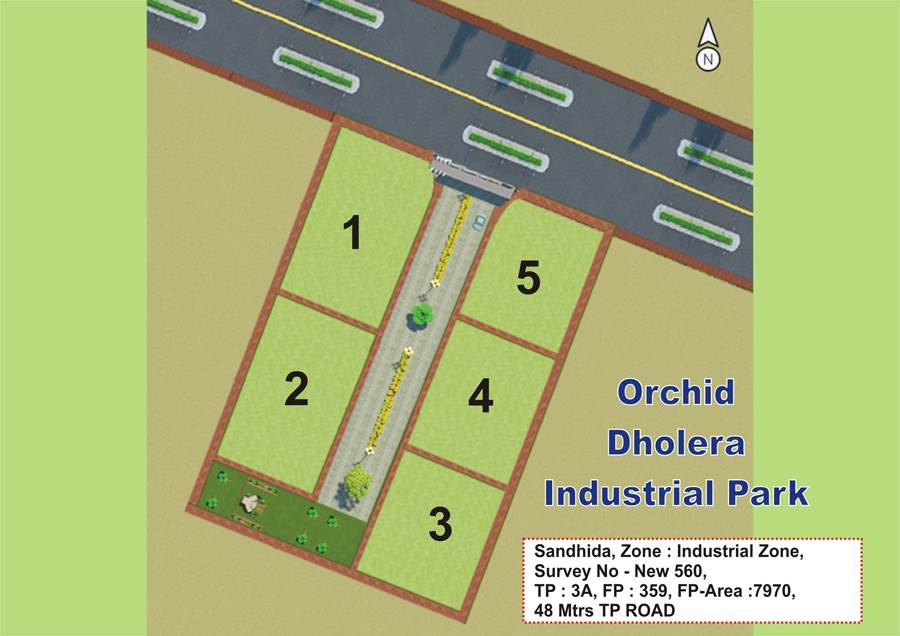 N
1
5
2
4
3
Orchid
Dholera
Industrial Park
Sandhida, Zone : Industrial Zone,
Survey No - New 560,
TP : 3A, FP : 359, FP-Area :7970,
48 Mtrs TP ROAD